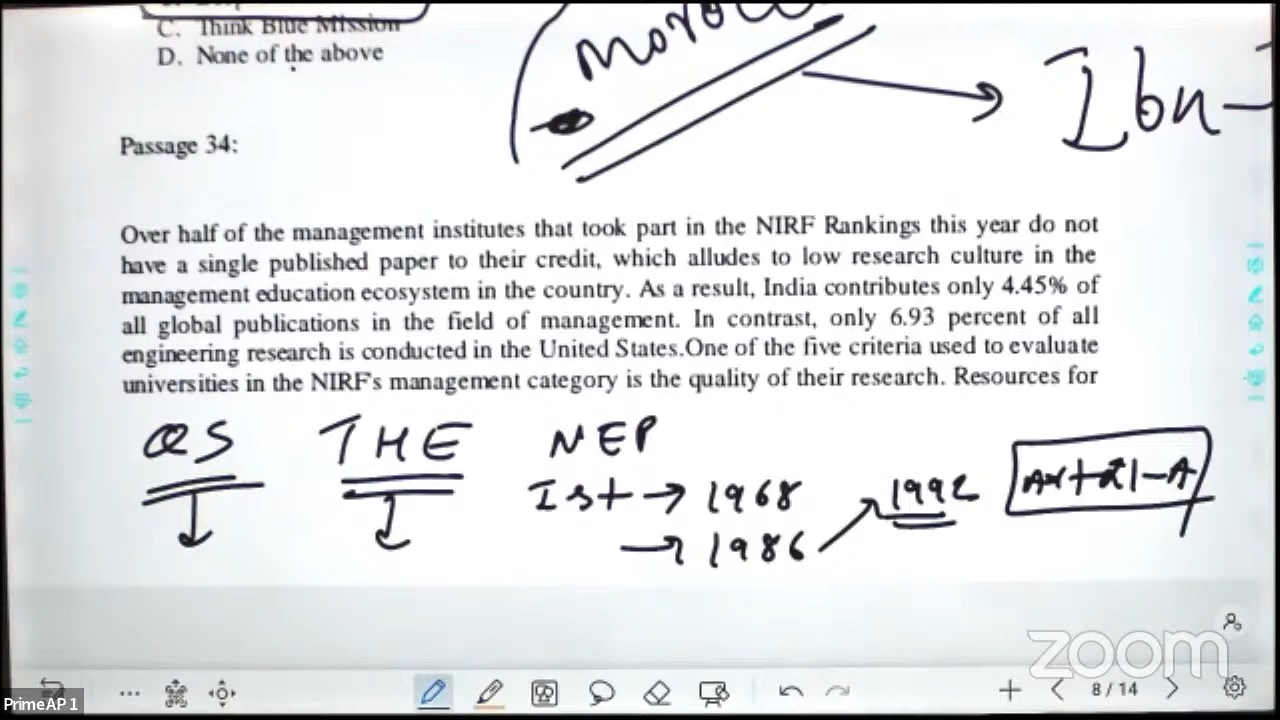 C. Think Blue Mission
D. None of the above
Moro
Ibn-
Passage 34:
Over half of the management institutes that took part in the NIRF Rankings this year do not
have a single published paper to their credit, which alludes to low research culture in the
management education ecosystem in the country. As a result, India contributes only 4.45% of
all global publications in the field of management. In contrast, only 6.93 percent of all
engineering research is conducted in the United States.One of the five criteria used to evaluate
universities in the NIRF's management category is the quality of their research. Resources for
QS THE NEP
Ist → 1968
→ 1986
1992
Art21-A
zoom
8 / 14
PrimeAP 1